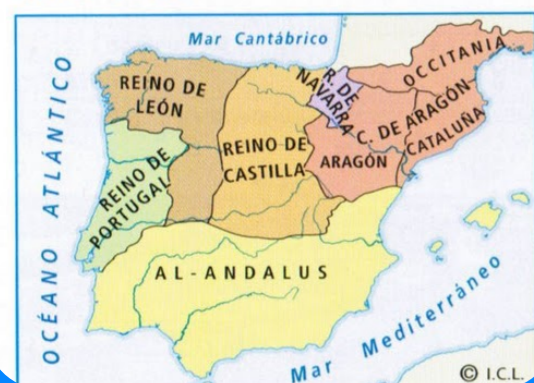 Mar Cantábrico
OCÉANO ATLÁNTICO
REINO DE
LEÓN
R. DE
NAVARRA
OCCITANIA
C. DE ARAGÓN
CATALUÑA
ARAGÓN
REINO DE
CASTILLA
REINO DE
PORTUGAL
AL-ANDALUS
Mar Mediterráneo
© I.C.L.